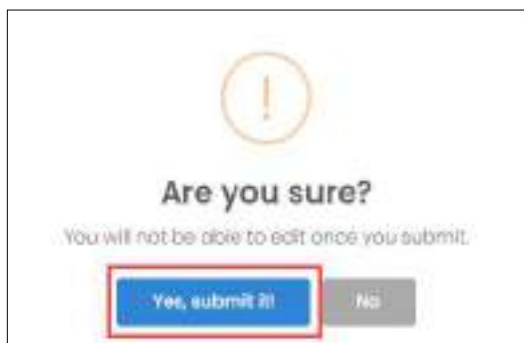 !
Are you sure?
You will not be able to edit once you submit.
Yes, submit it! No